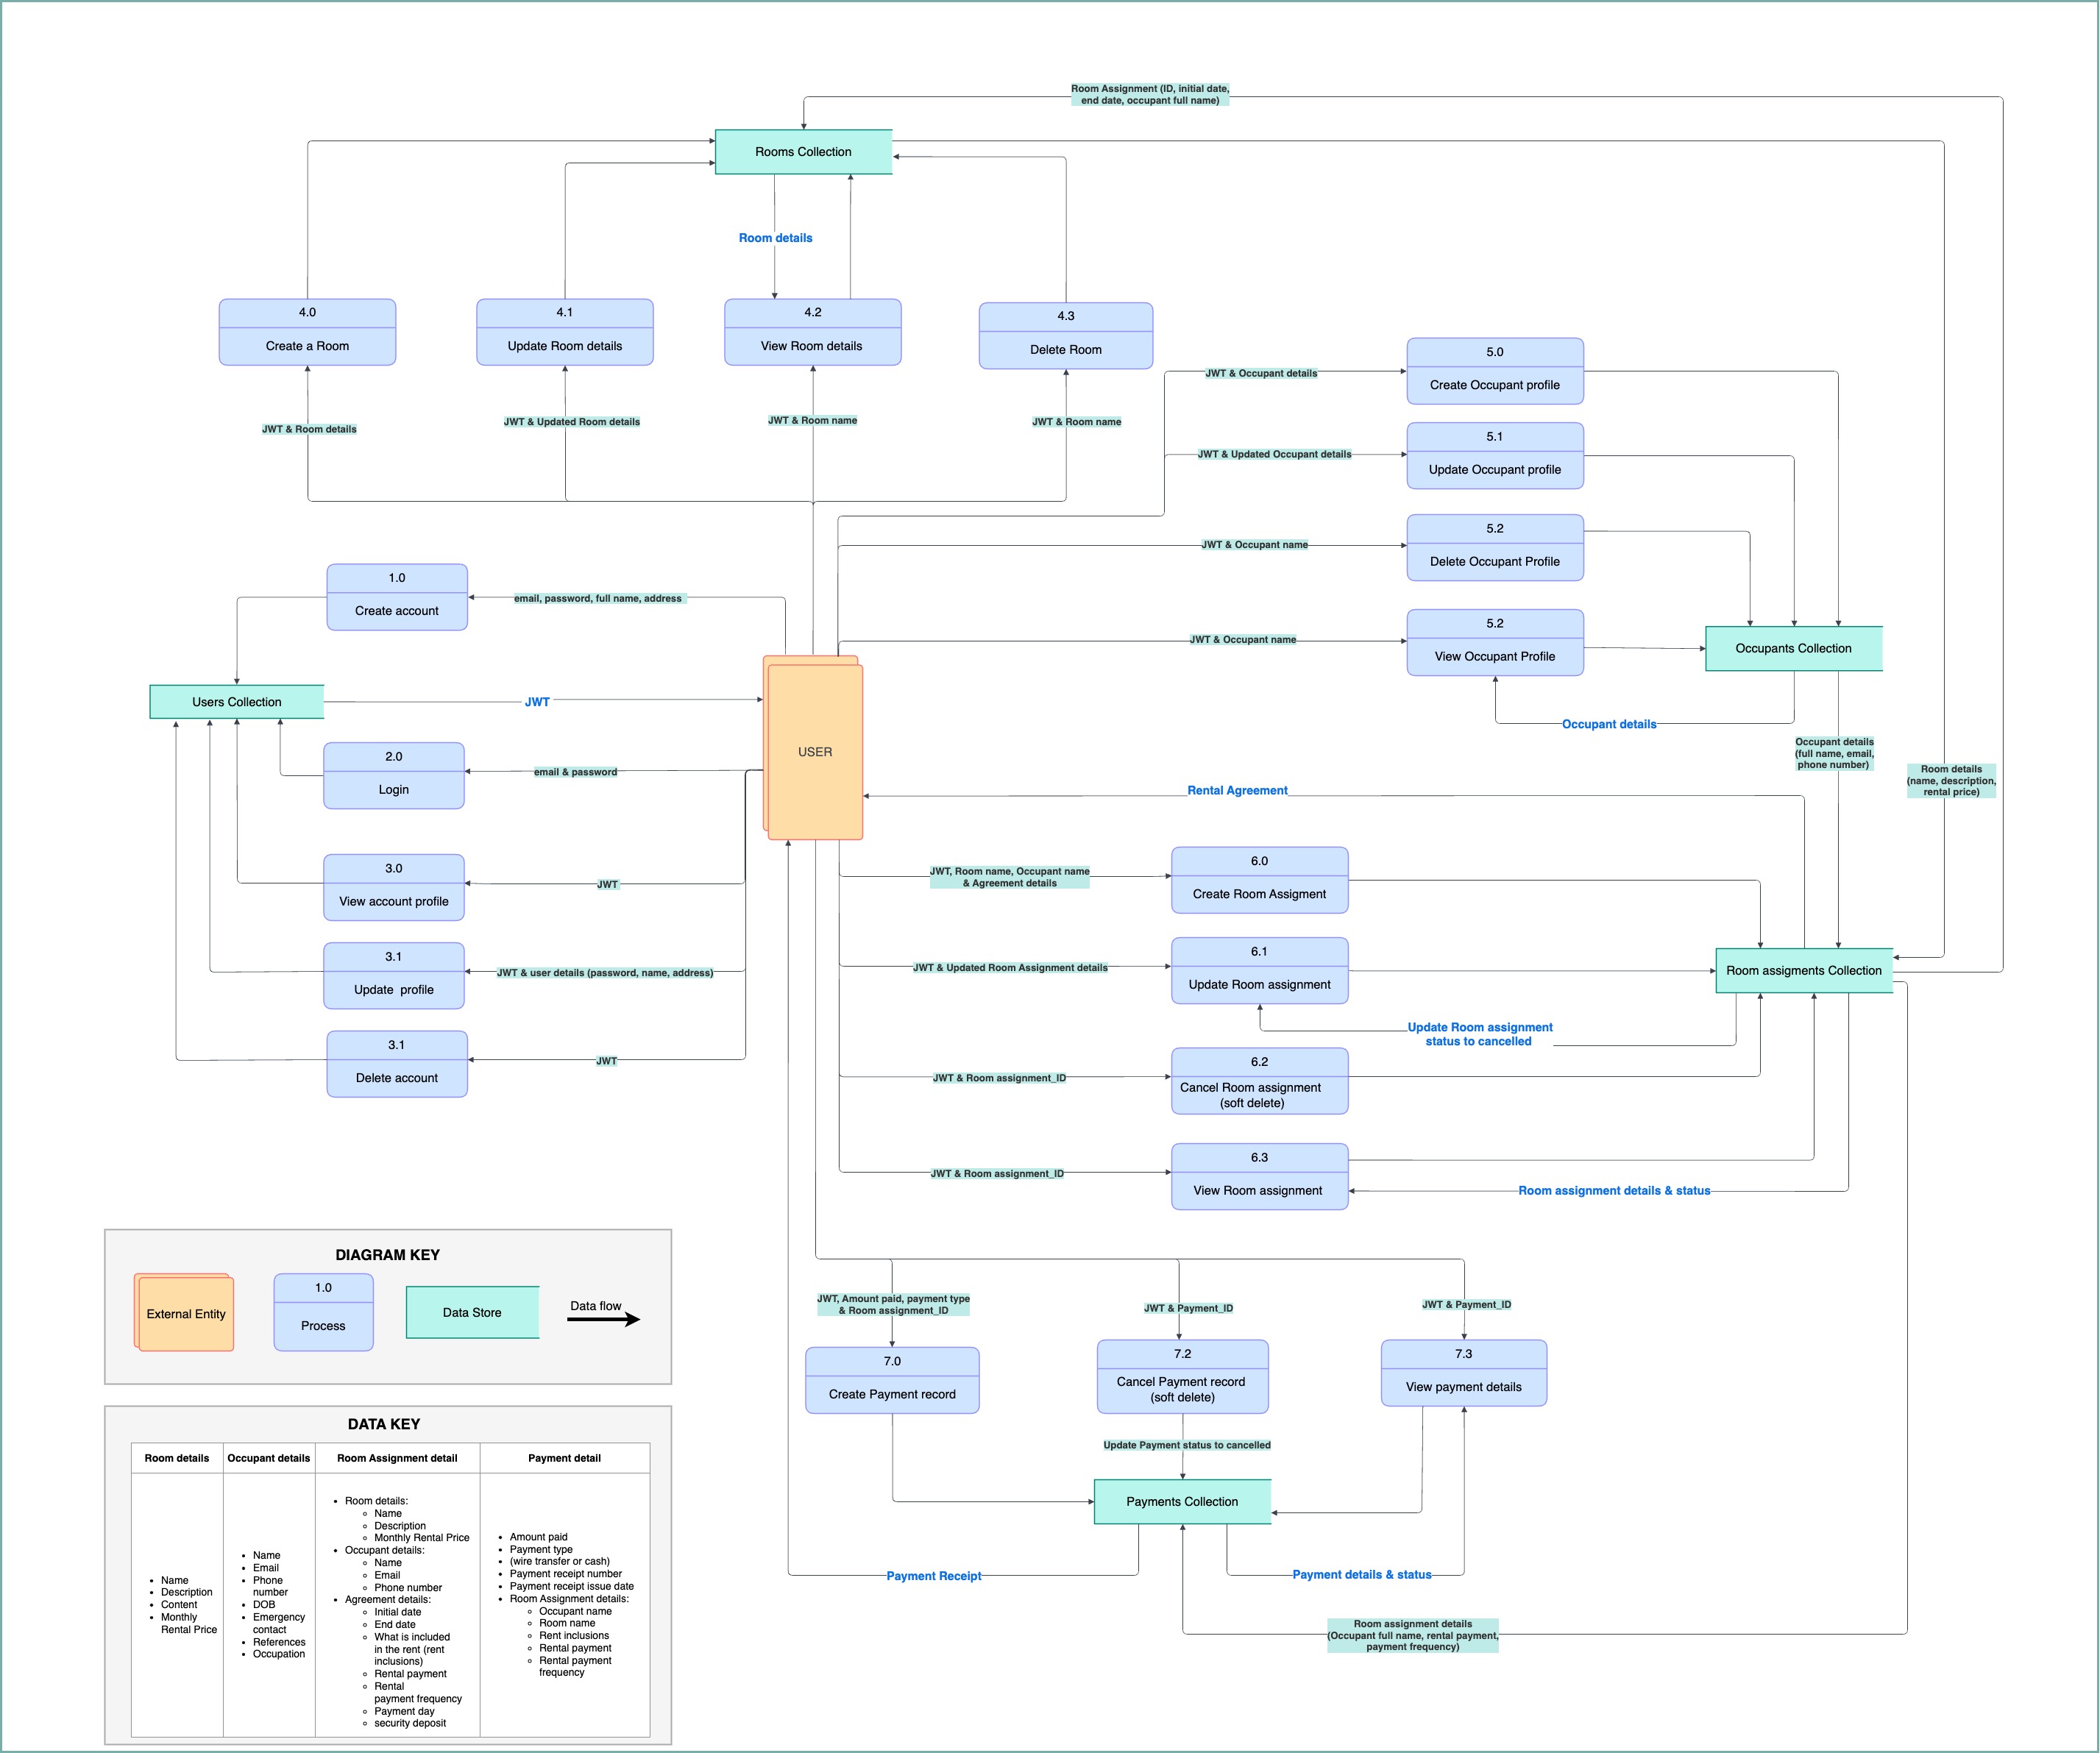 Room Assignment (ID, initial date,
end date, occupant full name)
Rooms Collection
Room details
4.0
Create a Room
4.1
Update Room details
4.2
View Room details
4.3
Delete Room
JWT & Room details
JWT & Updated Room details
JWT & Room name
JWT & Room name
JWT & Occupant details
5.0
Create Occupant profile
JWT & Updated Occupant details
5.1
Update Occupant profile
JWT & Occupant name
5.2
Delete Occupant Profile
JWT & Occupant name
5.2
View Occupant Profile
Occupants Collection
Occupant details
Occupant details
(full name, email,
phone number)
Room details
(name, description,
rental price)
1.0
Create account
email, password, full name, address
Users Collection
JWT
USER
2.0
Login
email & password
3.0
View account profile
JWT
3.1
Update  profile
JWT & user details (password, name, address)
3.1
Delete account
JWT
Rental Agreement
JWT, Room name, Occupant name
& Agreement details
6.0
Create Room Assigment
JWT & Updated Room Assignment details
6.1
Update Room assignment
Room assigments Collection
Update Room assignment
status to cancelled
JWT & Room assignment_ID
6.2
Cancel Room assignment
(soft delete)
JWT & Room assignment_ID
6.3
View Room assignment
Room assignment details & status
JWT, Amount paid, payment type
& Room assignment_ID
JWT & Payment_ID
JWT & Payment_ID
7.0
Create Payment record
7.2
Cancel Payment record
(soft delete)
7.3
View payment details
Update Payment status to cancelled
Payments Collection
Payment Receipt
Payment details & status
Room assignment details
(Occupant full name, rental payment,
payment frequency)
DIAGRAM KEY
External Entity
1.0
Process
Data Store
Data flow
DATA KEY
Room details
Occupant details
Room Assignment detail
Payment detail
• Name
• Description
• Content
• Monthly
Rental Price
• Name
• Email
• Phone
number
• DOB
• Emergency
contact
• References
• Occupation
• Room details:
◦ Name
◦ Description
◦ Monthly Rental Price
• Occupant details:
◦ Name
◦ Email
◦ Phone number
• Agreement details:
◦ Initial date
◦ End date
◦ What is included
in the rent (rent
inclusions)
◦ Rental payment
◦ Rental
payment frequency
◦ Payment day
◦ security deposit
• Amount paid
• Payment type
• (wire transfer or cash)
• Payment receipt number
• Payment receipt issue date
• Room Assignment details:
◦ Occupant name
◦ Room name
◦ Rent inclusions
◦ Rental payment
◦ Rental payment
frequency